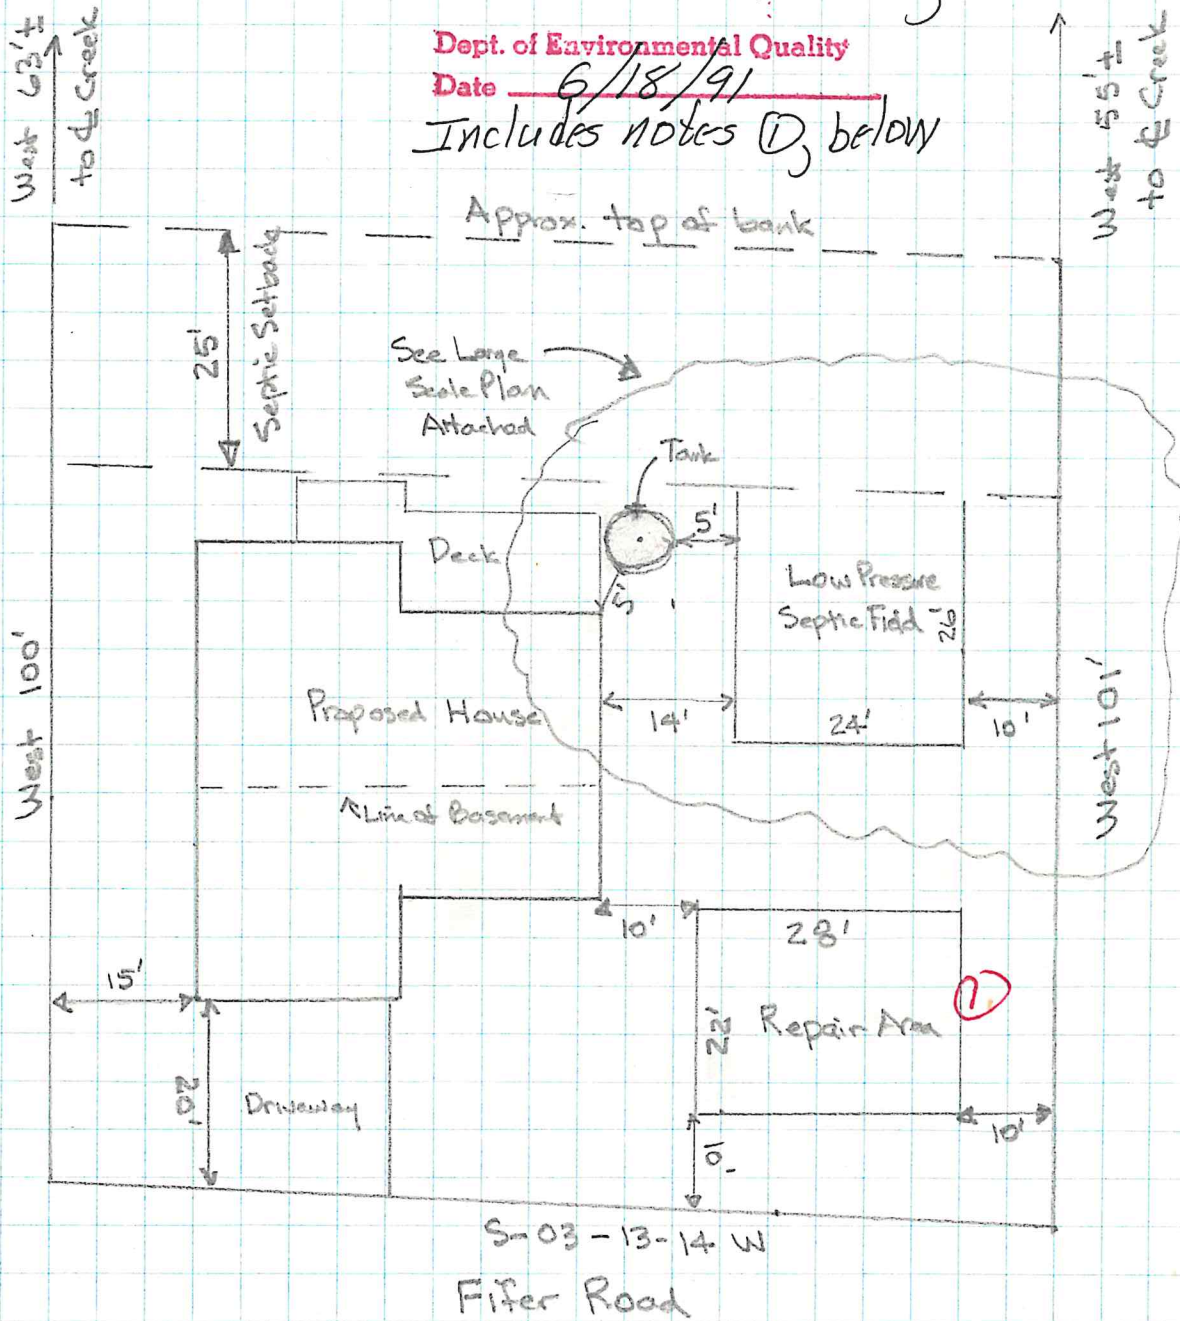 West 63'±
to ℄ Creek
Dept. of Environmental Quality
Date 6/18/91
Includes notes ①, below
West 55'±
to ℄ Creek
Approx. top of bank
25'
Septic Setback
See Large
Scale Plan
Attached
Tank
5'
Deck
5'
Low Pressure
Septic Field
26'
West 100'
Proposed House
14'
24'
10'
West 101'
Line of Basement
10'
28'
15'
①
22'
Repair Area
20'
Driveway
10'
10'
S-03-13-14 W
Fifer Road